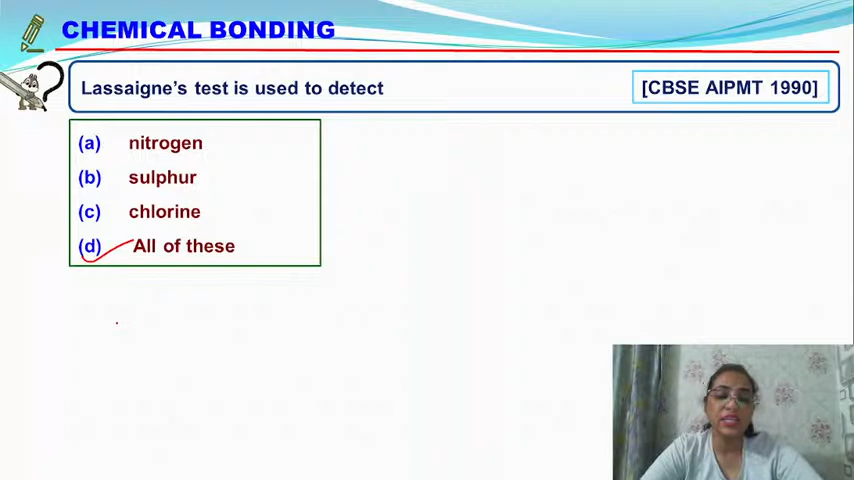 CHEMICAL BONDING
Lassaigne's test is used to detect [CBSE AIPMT 1990]
(a) nitrogen
(b) sulphur
(c) chlorine
(d) All of these